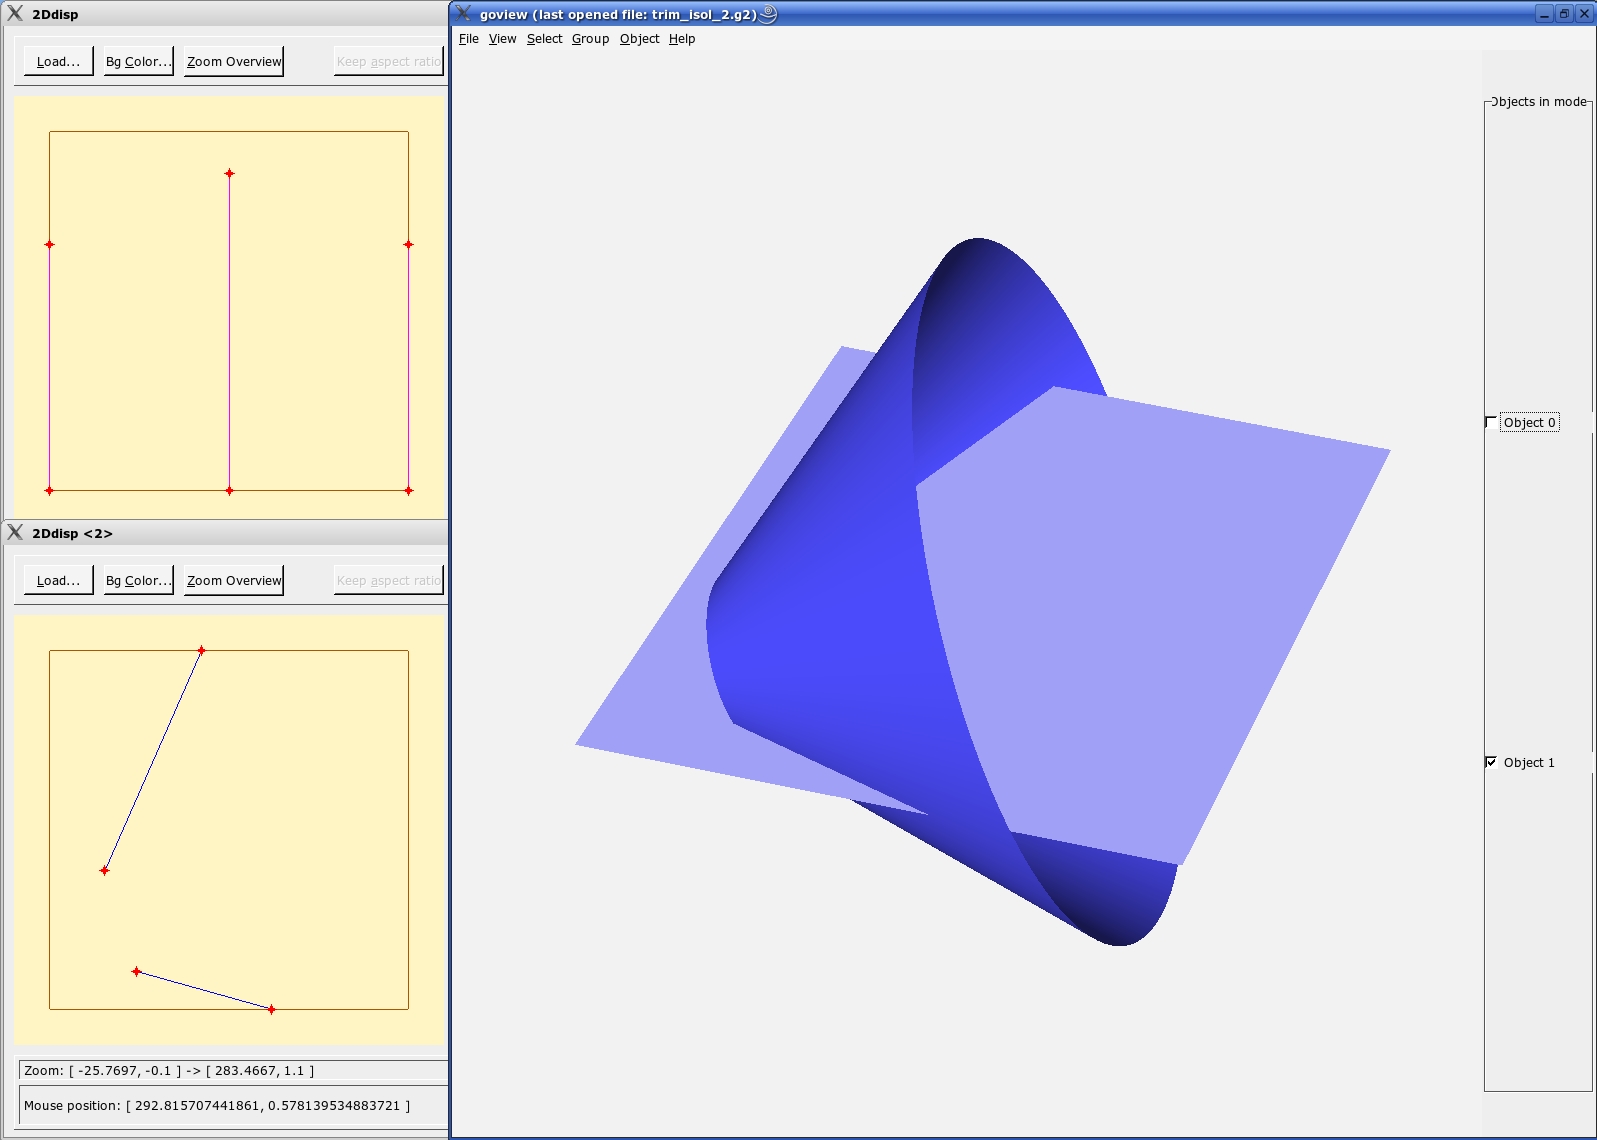 2Ddisp
Load...
Bg Color...
Zoom Overview
Keep aspect ratio
2Ddisp <2>
Load...
Bg Color...
Zoom Overview
Keep aspect ratio
Zoom: [ -25.7697, -0.1 ] -> [ 283.4667, 1.1 ]
Mouse position: [ 292.815707441861, 0.578139534883721 ]
goview (last opened file: trim_isol_2.g2)
File View Select Group Object Help
Objects in mode
Object 0
Object 1